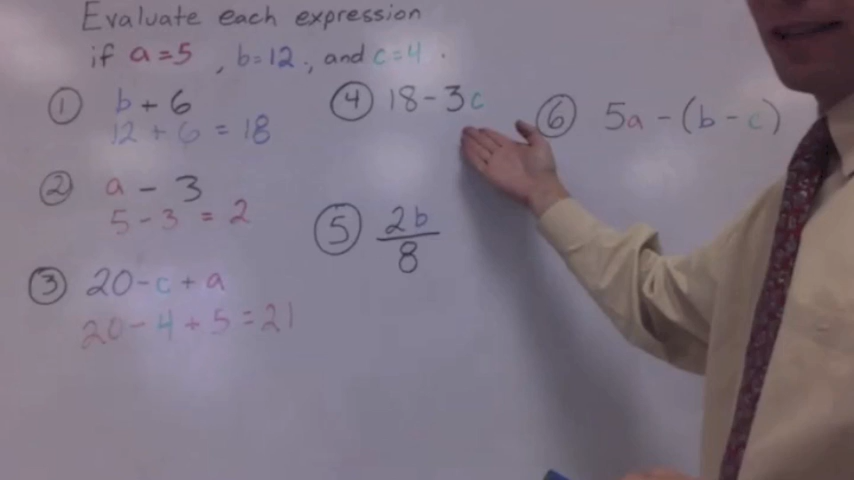 Evaluate each expression
if a=5, b=12, and c=4.
① b + 6
12 + 6 = 18
② a - 3
5 - 3 = 2
③ 20 - c + a
20 - 4 + 5 = 21
④ 18 - 3c
⑤ 2b
8
⑥ 5a - (b - c)